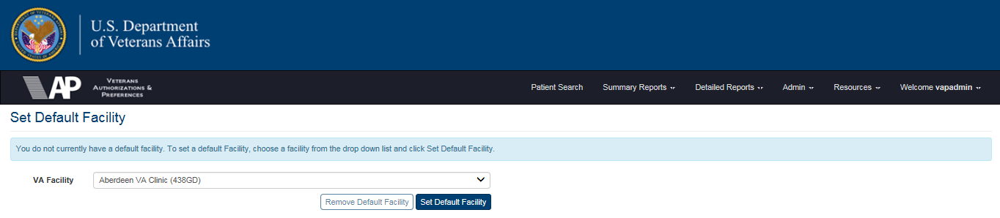 U.S. Department
of Veterans Affairs
VAP
VETERANS
AUTHORIZATIONS &
PREFERENCES
Patient Search Summary Reports Detailed Reports Admin Resources Welcome vapadmin
Set Default Facility
You do not currently have a default facility. To set a default Facility, choose a facility from the drop down list and click Set Default Facility.
VA Facility Aberdeen VA Clinic (438GD)
Remove Default Facility Set Default Facility